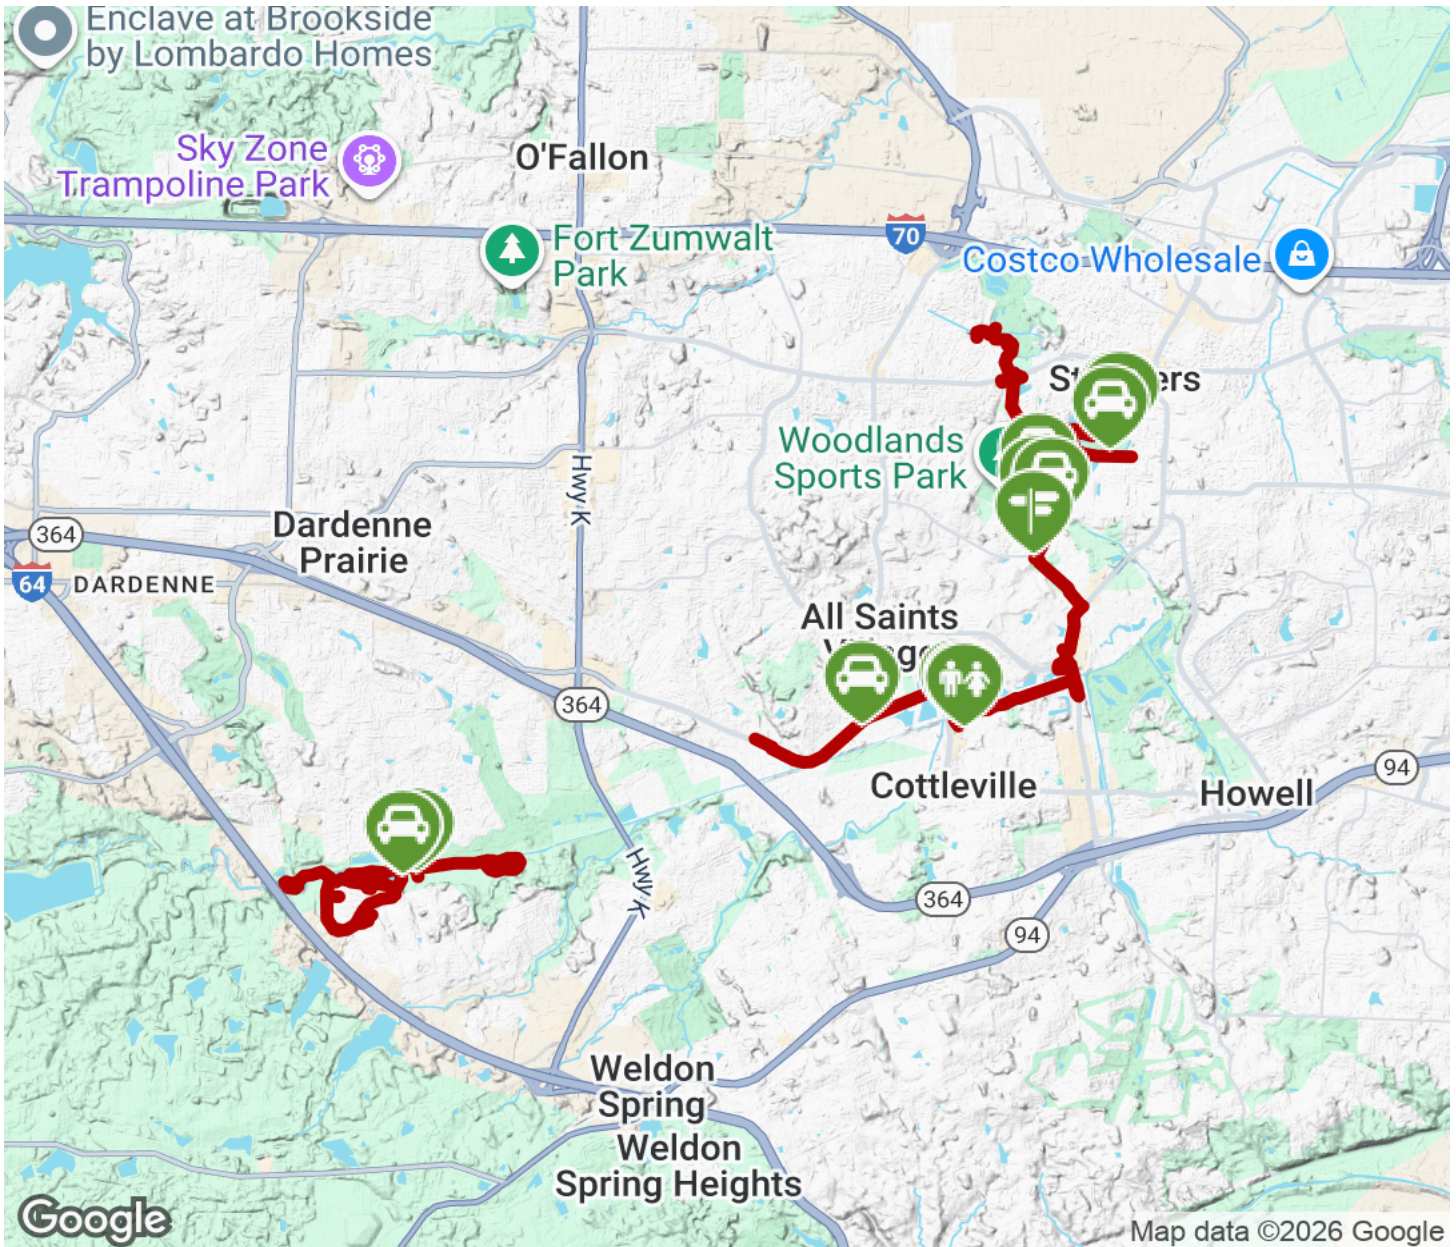 Enclave at Brookside
by Lombardo Homes
Sky Zone
Trampoline Park
O'Fallon
Fort Zumwalt
Park
70
Costco Wholesale
Woodlands
Sports Park
Hwy K
364
Dardenne
Prairie
64
DARDENNE
All Saints
364
Cottleville
Howell
94
Hwy K
364
94
Weldon
Spring
Weldon
Spring Heights
Google
Map data ©2026 Google